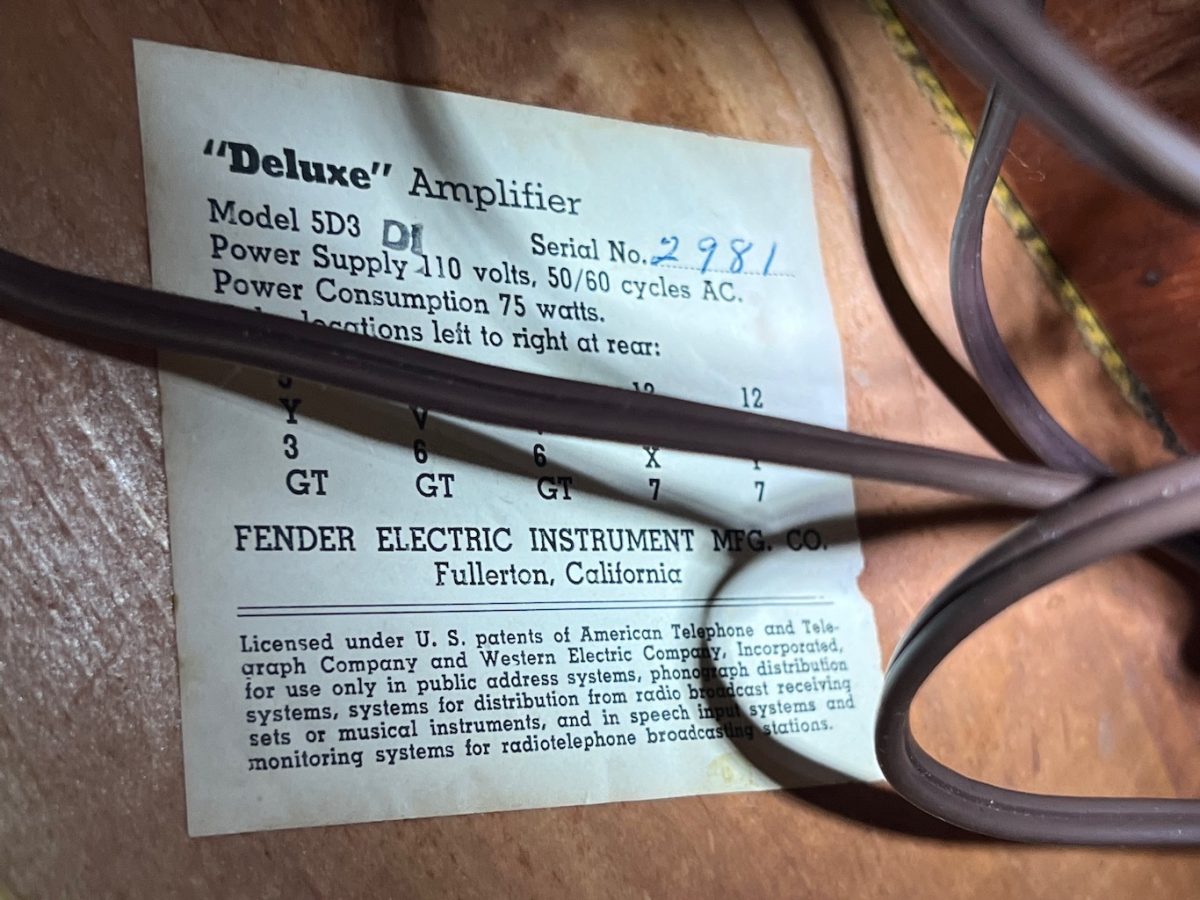 "Deluxe" Amplifier
Model 5D3 Serial No. 2981
Power Supply 110 volts, 50/60 cycles AC.
Power Consumption 75 watts.
locations left to right at rear:
12 12
Y V
3 6 6 X Y
GT GT GT 7 7
FENDER ELECTRIC INSTRUMENT MFG. CO.
Fullerton, California
Licensed under U. S. patents of American Telephone and Tele-
graph Company and Western Electric Company, Incorporated,
for use only in public address systems, phonograph distribution
systems, systems for distribution from radio broadcast receiving
sets or musical instruments, and in speech input systems and
monitoring systems for radiotelephone broadcasting stations.